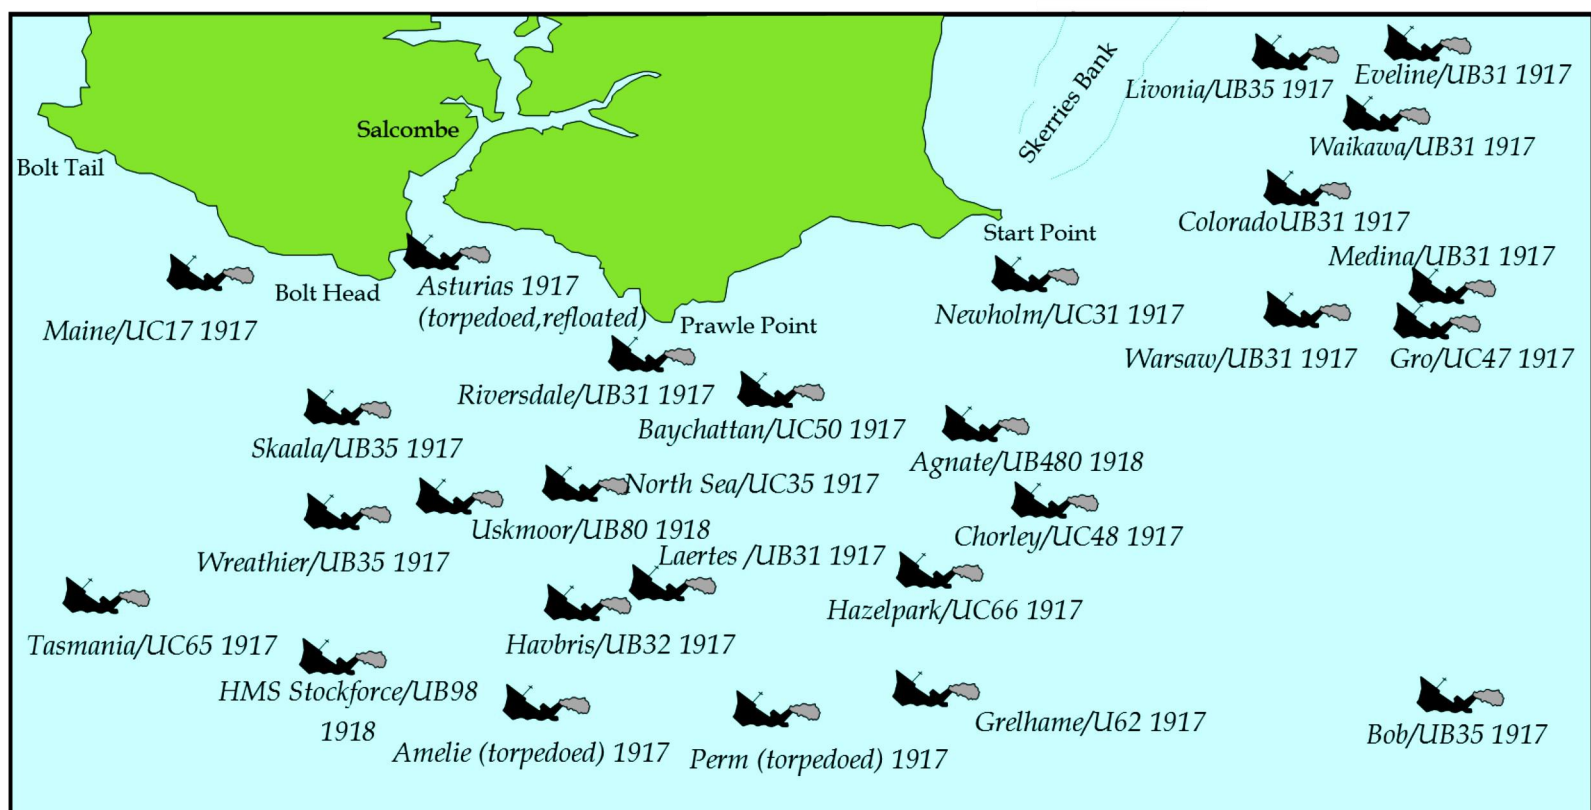 Skerries Bank
Livonia/UB35 1917
Eveline/UB31 1917
Salcombe
Waikawa/UB31 1917
Bolt Tail
ColoradoUB31 1917
Start Point
Medina/UB31 1917
Bolt Head
Asturias 1917
(torpedoed,refloated)
Maine/UC17 1917
Prawle Point
Newholm/UC31 1917
Warsaw/UB31 1917
Gro/UC47 1917
Riversdale/UB31 1917
Baychattan/UC50 1917
Skaala/UB35 1917
Agnate/UB480 1918
North Sea/UC35 1917
Uskmoor/UB80 1918
Chorley/UC48 1917
Wreathier/UB35 1917
Laertes /UB31 1917
Hazelpark/UC66 1917
Tasmania/UC65 1917
Havbris/UB32 1917
HMS Stockforce/UB98
1918
Grelhame/U62 1917
Bob/UB35 1917
Amelie (torpedoed) 1917
Perm (torpedoed) 1917